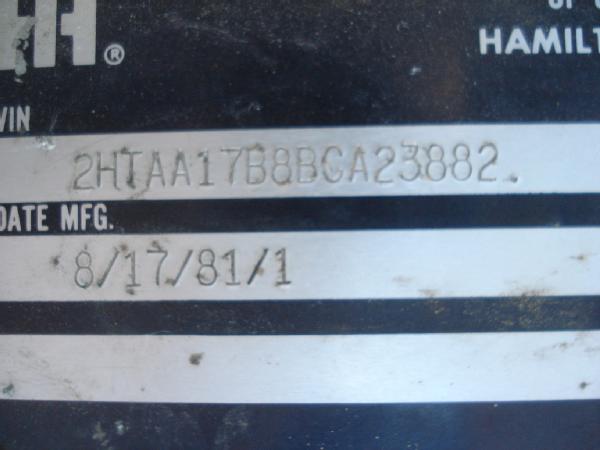 HAMILT
VIN
2HTAA17B8BCA23882.
DATE MFG.
8/17/81/1